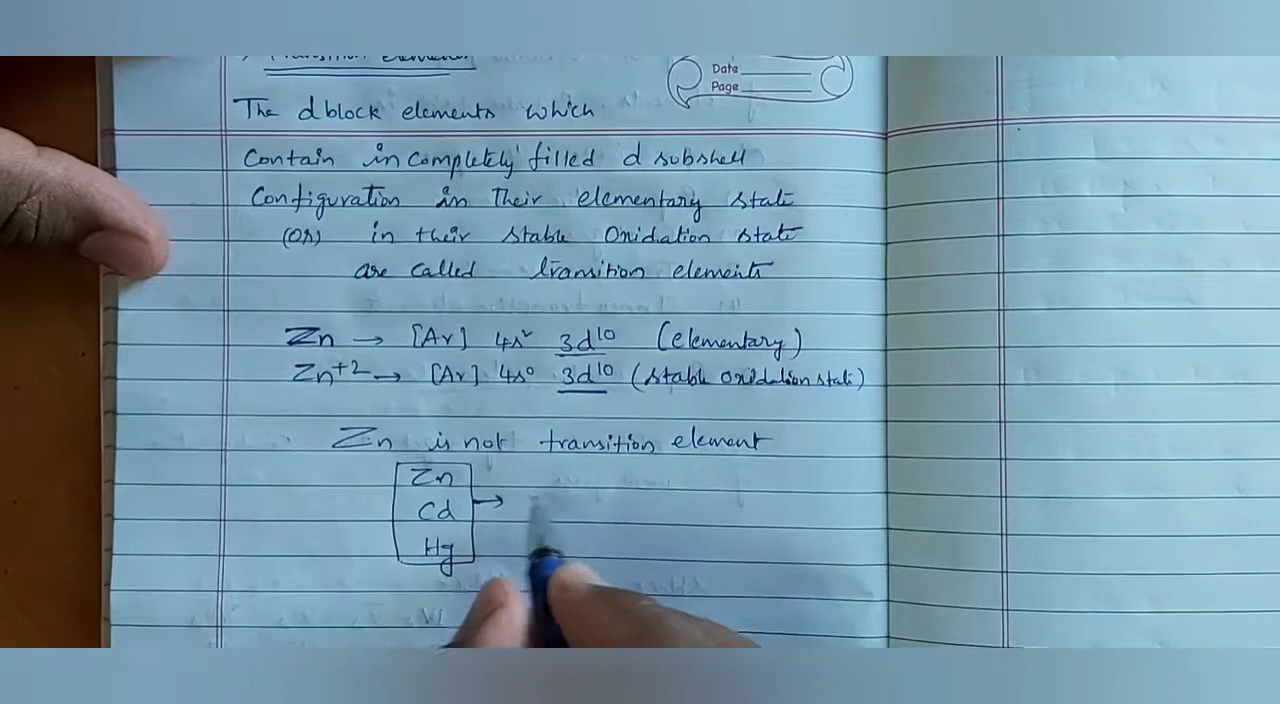 Transition elements
Date
Page
The d block elements which
Contain incompletely filled d subshell
Configuration in Their elementary state
(OR) in their stable Oxidation state
are called transition elements
Zn → [Ar] 4s² 3d¹⁰ (elementary)
Zn⁺² → [Ar] 4s⁰ 3d¹⁰ (stable oxidation state)
Zn is not transition element
Zn
Cd →
Hg